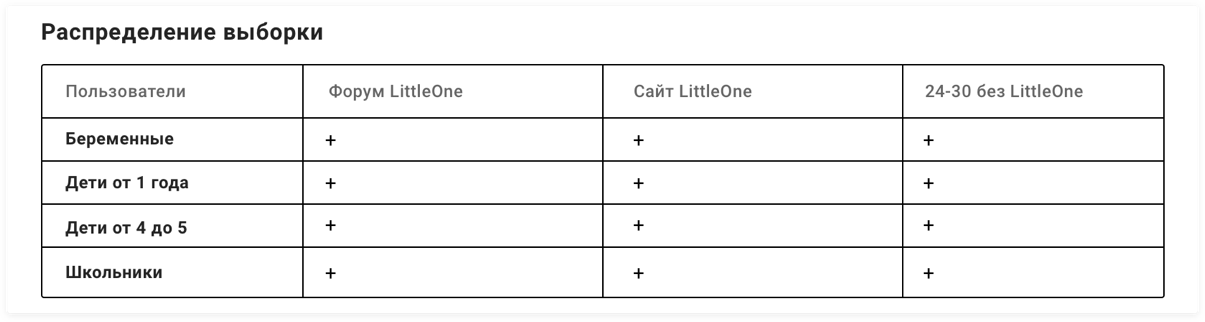 Распределение выборки
Пользователи Форум LittleOne Сайт LittleOne 24-30 без LittleOne
Беременные + + +
Дети от 1 года + + +
Дети от 4 до 5 + + +
Школьники + + +